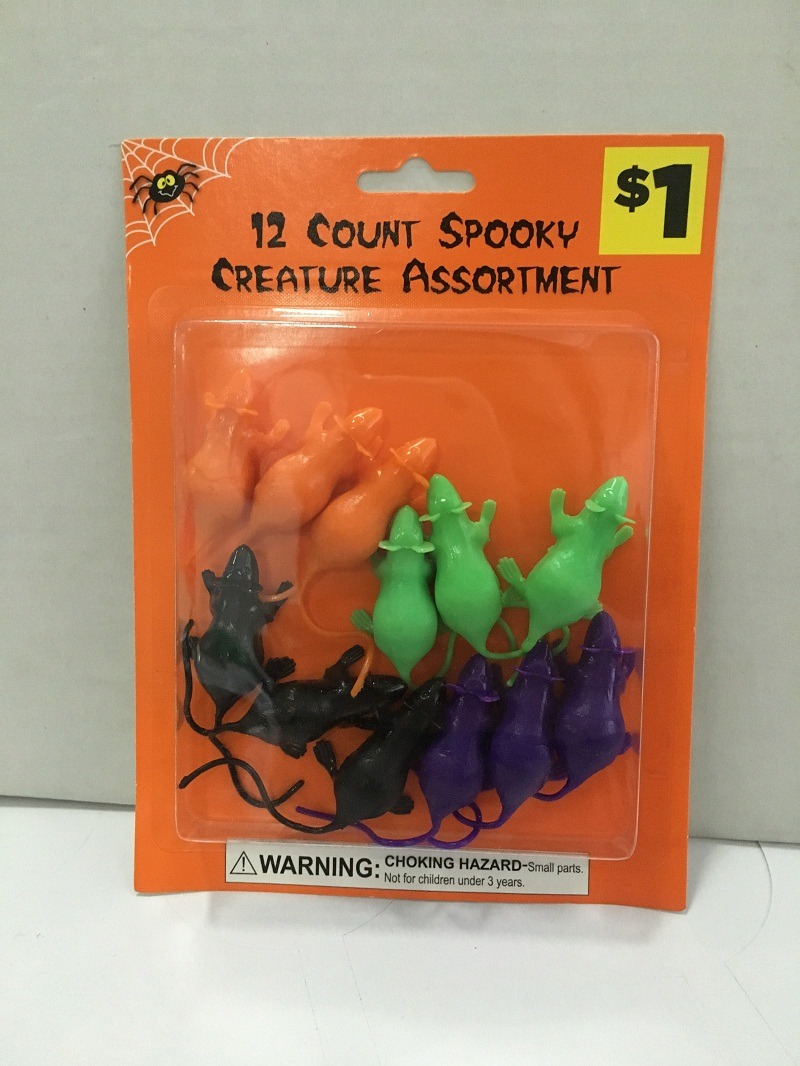 $1
12 Count Spooky
Creature Assortment
⚠ WARNING: CHOKING HAZARD-Small parts.
Not for children under 3 years.